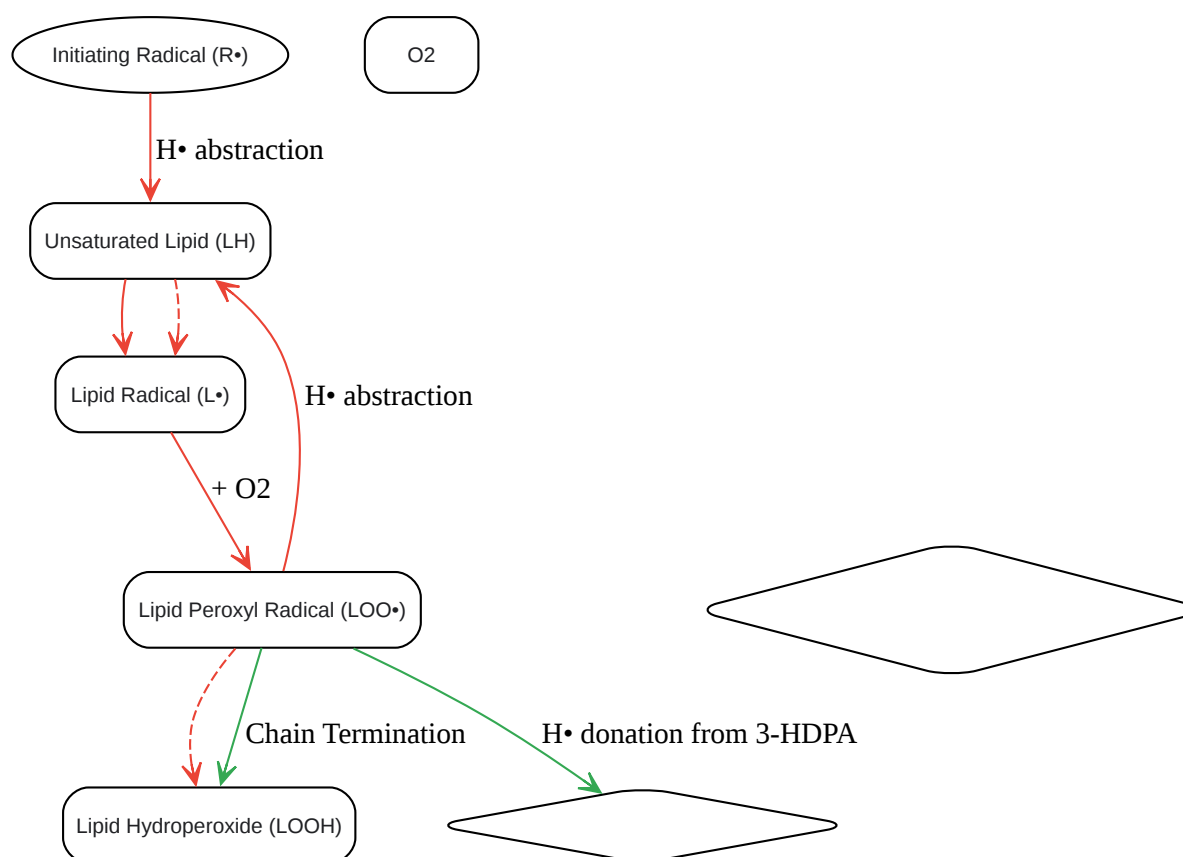 Initiating Radical (R•)
O2
H• abstraction
Unsaturated Lipid (LH)
Lipid Radical (L•)
H• abstraction
+ O2
Lipid Peroxyl Radical (LOO•)
Chain Termination
H• donation from 3-HDPA
Lipid Hydroperoxide (LOOH)